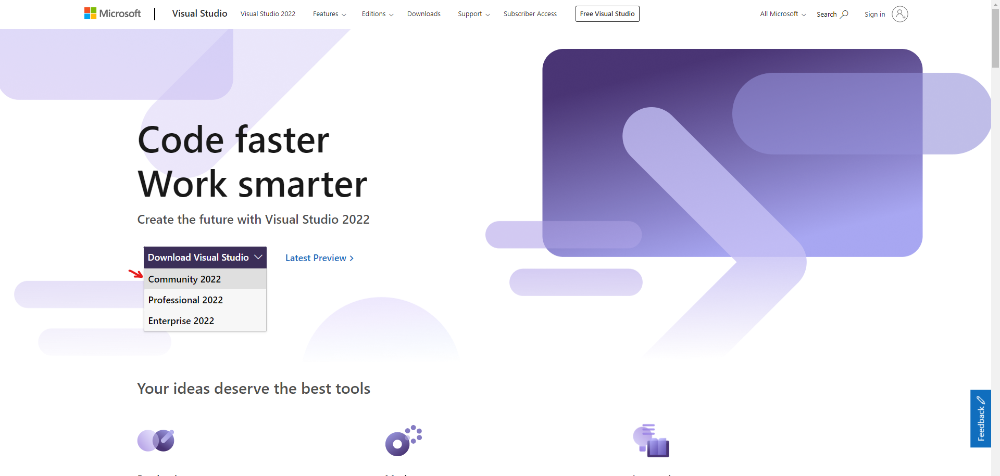 Microsoft
Visual Studio
Visual Studio 2022
Features
Editions
Downloads
Support
Subscriber Access
Free Visual Studio
All Microsoft
Search
Sign in
Code faster
Work smarter
Create the future with Visual Studio 2022
Download Visual Studio
Latest Preview
Community 2022
Professional 2022
Enterprise 2022
Your ideas deserve the best tools
Feedback